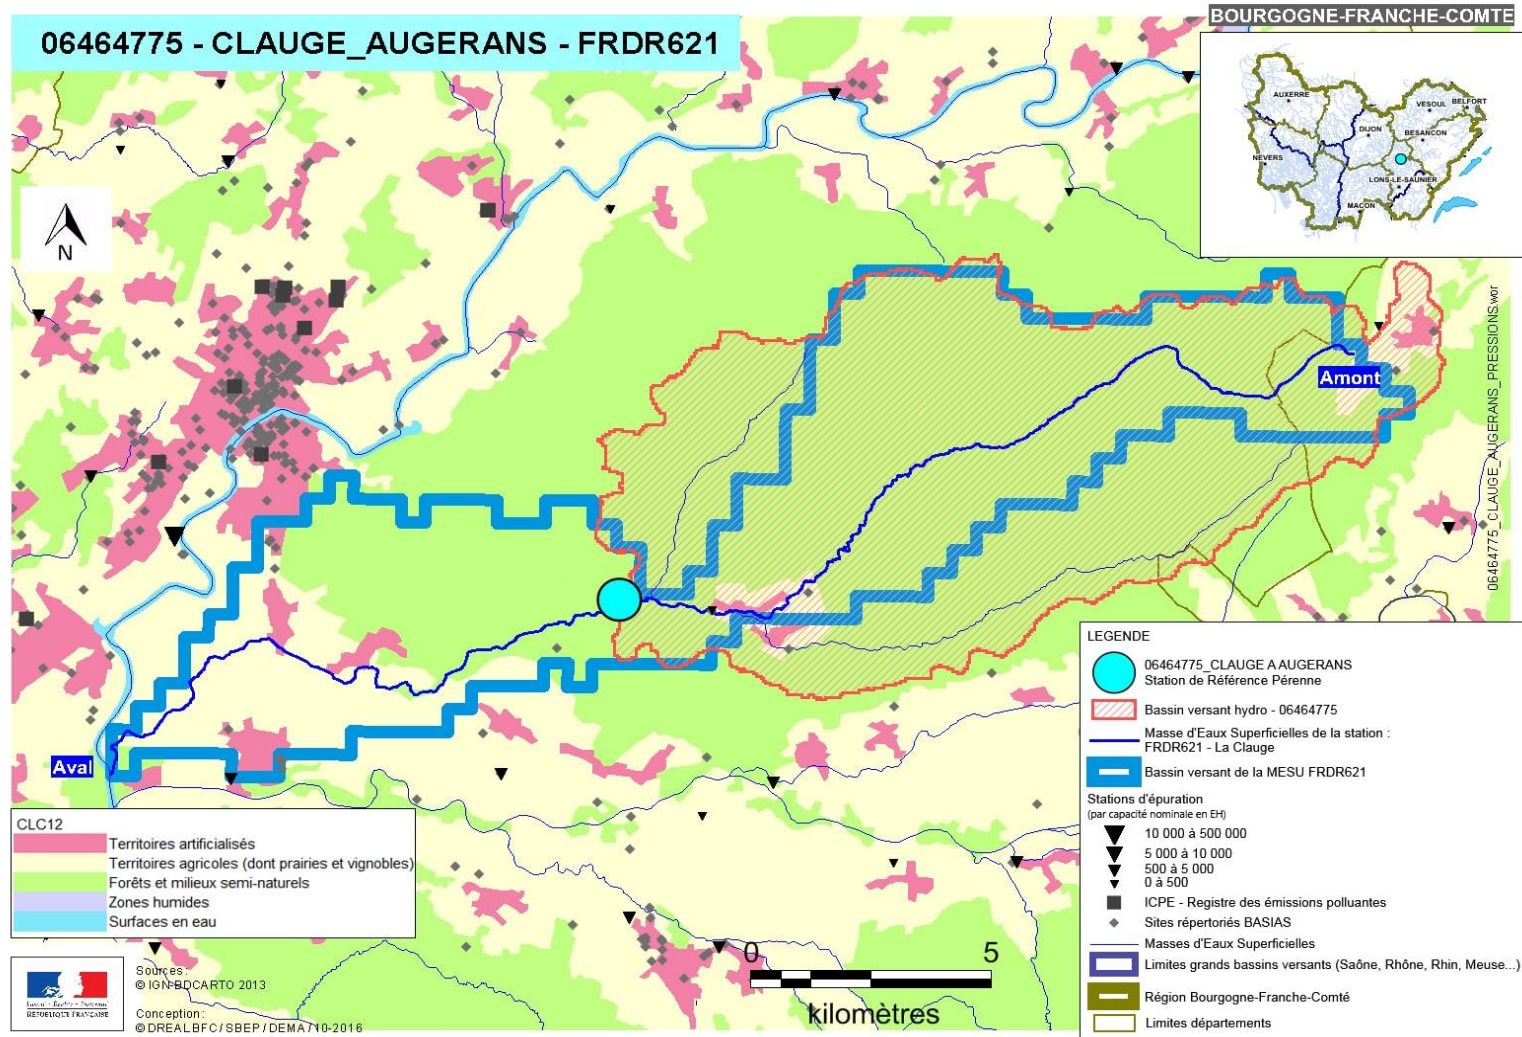 BOURGOGNE-FRANCHE-COMTE
06464775 - CLAUGE_AUGERANS - FRDR621
AUXERRE
VESOUL
BELFORT
DIJON
BESANCON
NEVERS
LONS-LE-SAUNIER
MACON
N
06464775_CLAUGE_AUGERANS_PRESSIONS.wor
Amont
Aval
LEGENDE
06464775_CLAUGE A AUGERANS
Station de Référence Pérenne
Bassin versant hydro - 06464775
Masse d'Eaux Superficielles de la station :
FRDR621 - La Clauge
Bassin versant de la MESU FRDR621
Stations d'épuration
(par capacité nominale en EH)
10 000 à 500 000
5 000 à 10 000
500 à 5 000
0 à 500
ICPE - Registre des émissions polluantes
Sites répertoriés BASIAS
Masses d'Eaux Superficielles
Limites grands bassins versants (Saône, Rhône, Rhin, Meuse...)
Région Bourgogne-Franche-Comté
Limites départements
CLC12
Territoires artificialisés
Territoires agricoles (dont prairies et vignobles)
Forêts et milieux semi-naturels
Zones humides
Surfaces en eau
0 5
kilomètres
Liberté • Égalité • Fraternité
RÉPUBLIQUE FRANÇAISE
Sources :
© IGN BDCARTO 2013
Conception :
© DREAL BFC / SBEP / DEMA / 10-2016